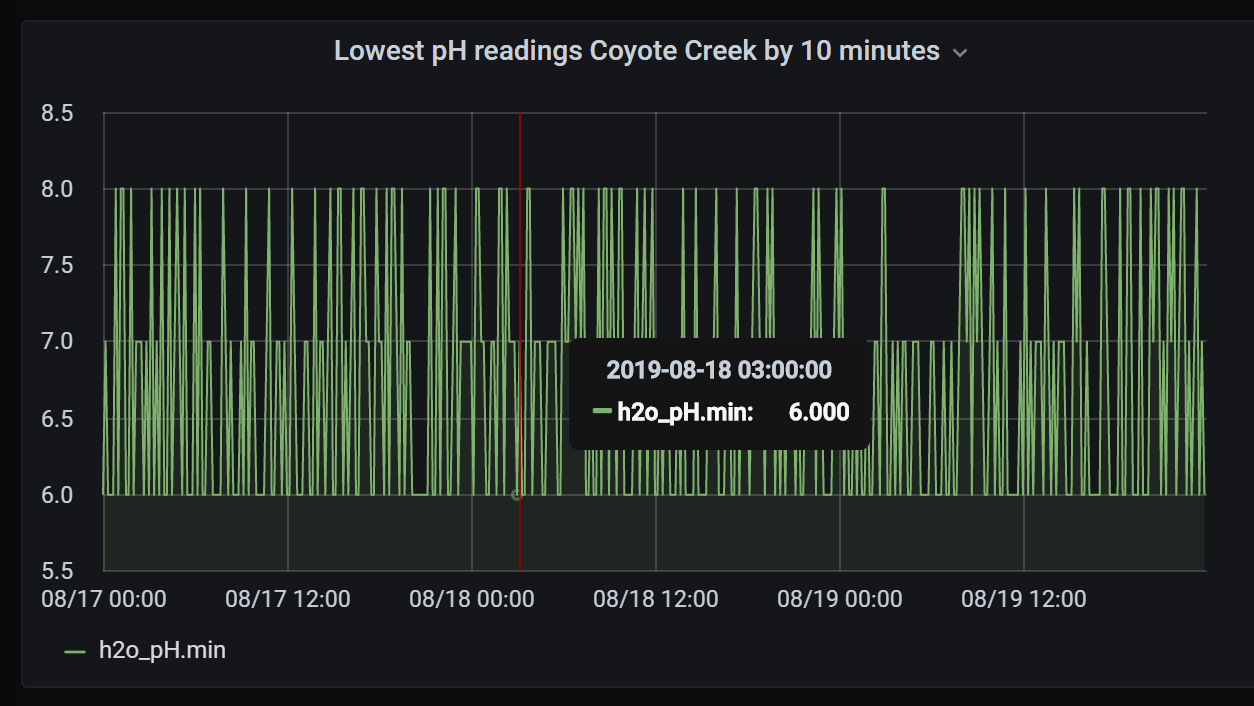 Lowest pH readings Coyote Creek by 10 minutes
8.5
8.0
7.5
7.0
6.5
6.0
5.5
2019-08-18 03:00:00
h2o_pH.min: 6.000
08/17 00:00 08/17 12:00 08/18 00:00 08/18 12:00 08/19 00:00 08/19 12:00
h2o_pH.min